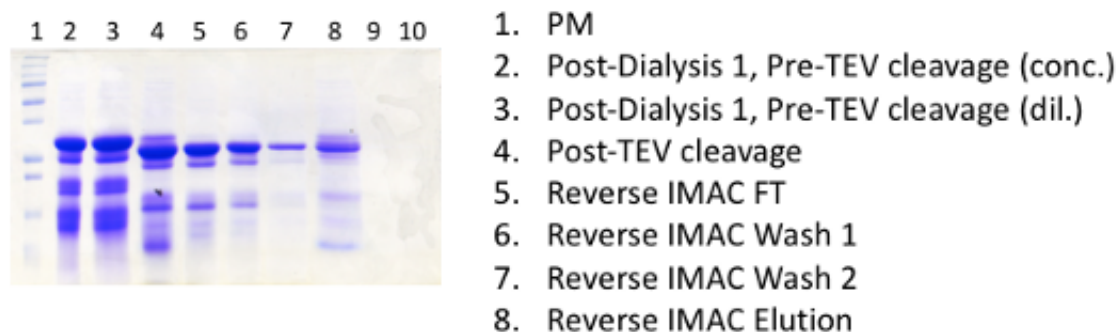 1 2 3 4 5 6 7 8 9 10
1. PM
2. Post-Dialysis 1, Pre-TEV cleavage (conc.)
3. Post-Dialysis 1, Pre-TEV cleavage (dil.)
4. Post-TEV cleavage
5. Reverse IMAC FT
6. Reverse IMAC Wash 1
7. Reverse IMAC Wash 2
8. Reverse IMAC Elution